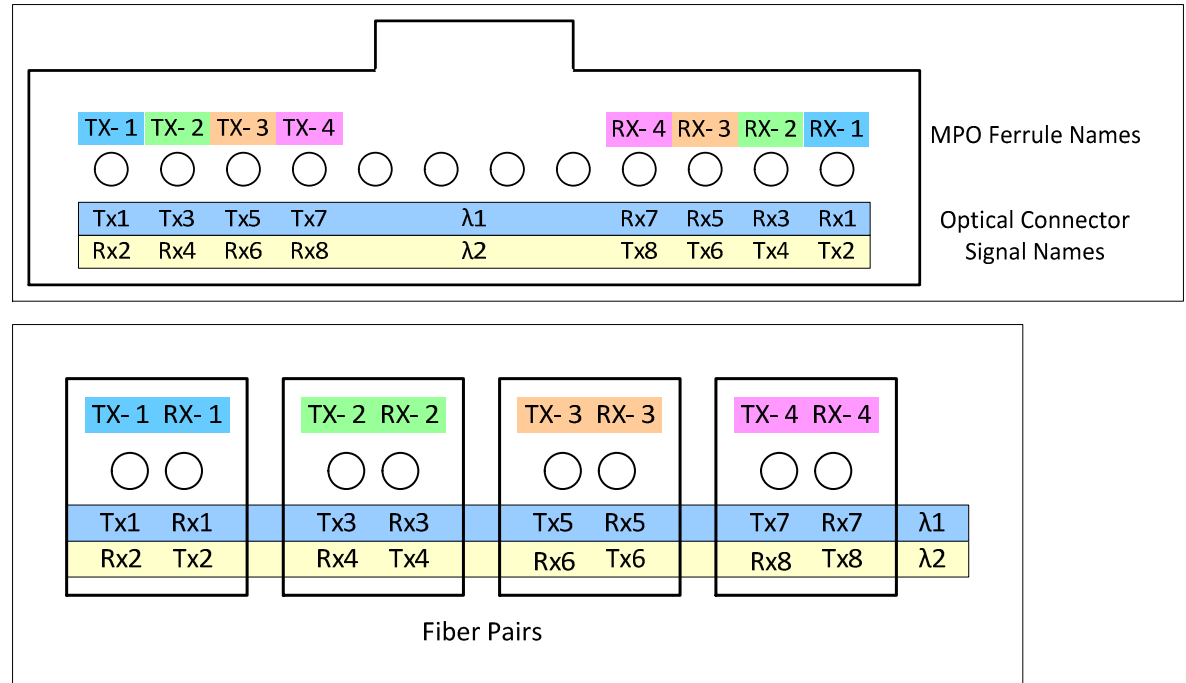 TX- 1 TX- 2 TX- 3 TX- 4 RX- 4 RX- 3 RX- 2 RX- 1
MPO Ferrule Names
Tx1 Tx3 Tx5 Tx7 λ1 Rx7 Rx5 Rx3 Rx1
Rx2 Rx4 Rx6 Rx8 λ2 Tx8 Tx6 Tx4 Tx2
Optical Connector
Signal Names
TX- 1 RX- 1 TX- 2 RX- 2 TX- 3 RX- 3 TX- 4 RX- 4
Tx1 Rx1 Tx3 Rx3 Tx5 Rx5 Tx7 Rx7 λ1
Rx2 Tx2 Rx4 Tx4 Rx6 Tx6 Rx8 Tx8 λ2
Fiber Pairs